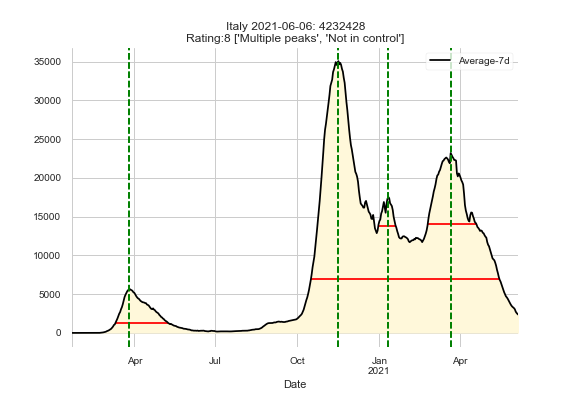 Italy 2021-06-06: 4232428
Rating:8 ['Multiple peaks', 'Not in control']
Average-7d
35000
30000
25000
20000
15000
10000
5000
0
Apr
Jul
Oct
Jan
2021
Apr
Date